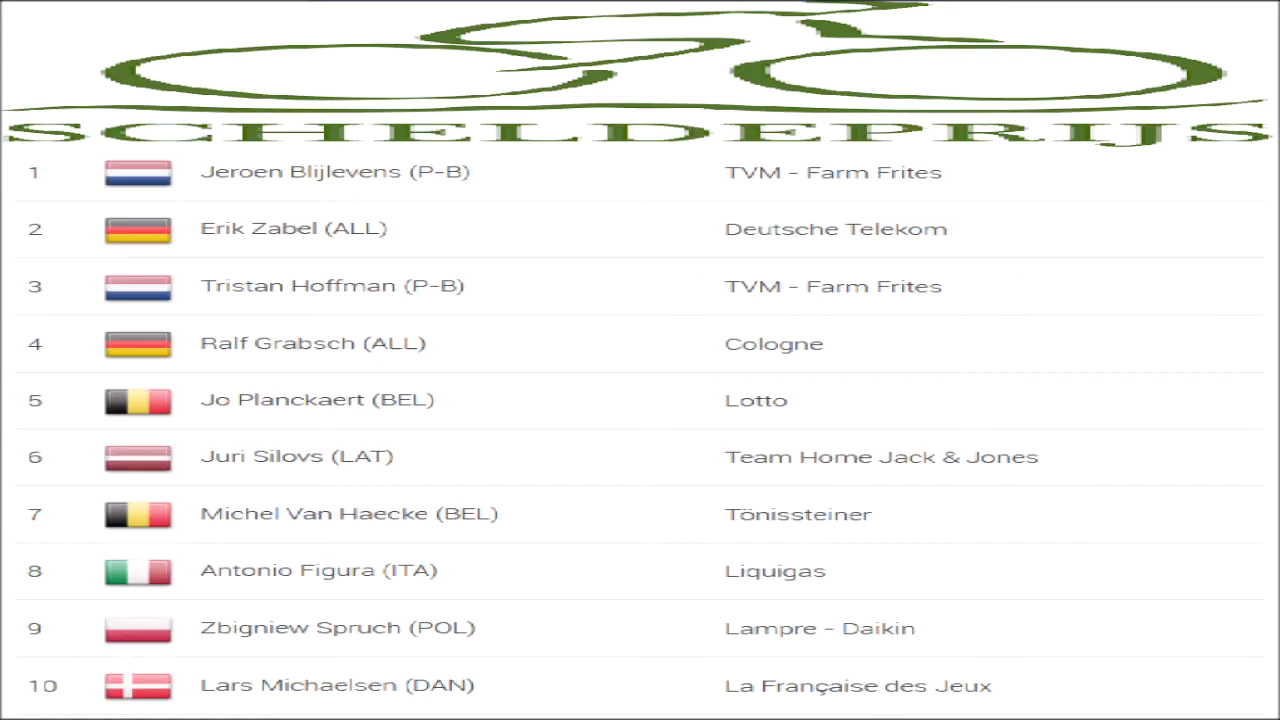 SCHELDEPRIJS
1 Jeroen Blijlevens (P-B) TVM - Farm Frites
2 Erik Zabel (ALL) Deutsche Telekom
3 Tristan Hoffman (P-B) TVM - Farm Frites
4 Ralf Grabsch (ALL) Cologne
5 Jo Planckaert (BEL) Lotto
6 Juri Silovs (LAT) Team Home Jack & Jones
7 Michel Van Haecke (BEL) Tönissteiner
8 Antonio Figura (ITA) Liquigas
9 Zbigniew Spruch (POL) Lampre - Daikin
10 Lars Michaelsen (DAN) La Française des Jeux